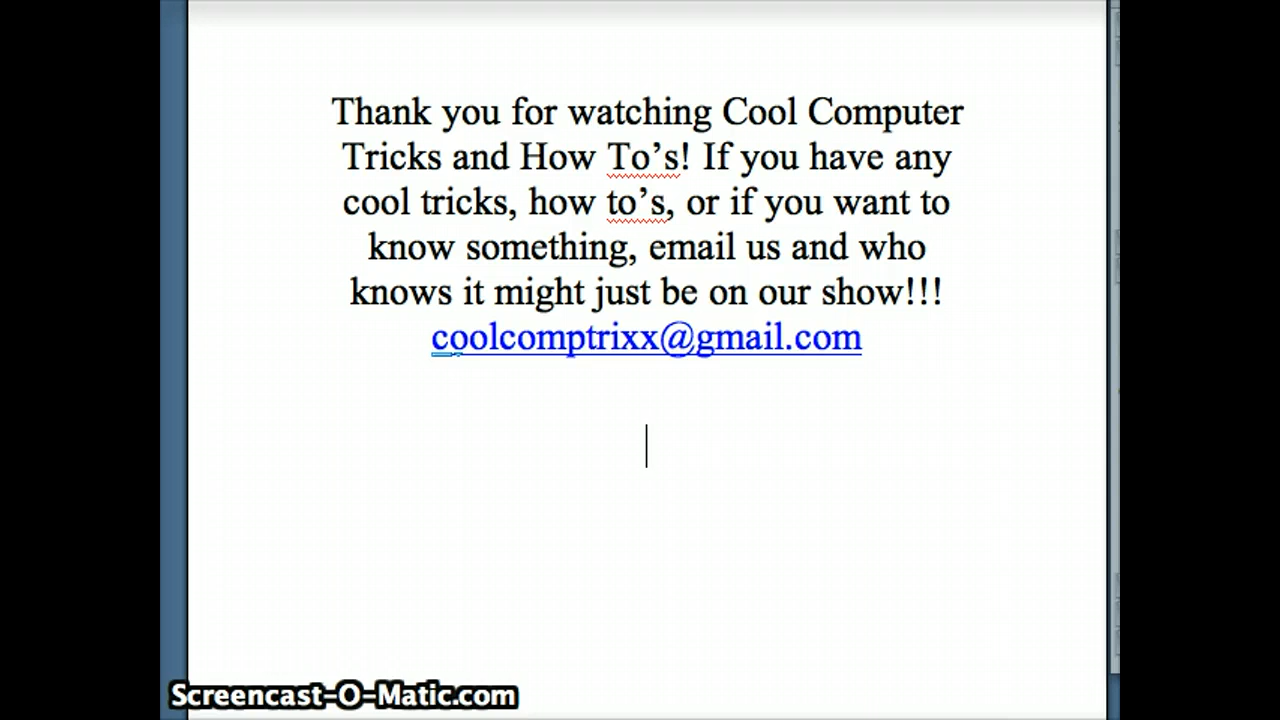 Thank you for watching Cool Computer
Tricks and How To’s! If you have any
cool tricks, how to’s, or if you want to
know something, email us and who
knows it might just be on our show!!!
coolcomptrixx@gmail.com
Screencast-O-Matic.com